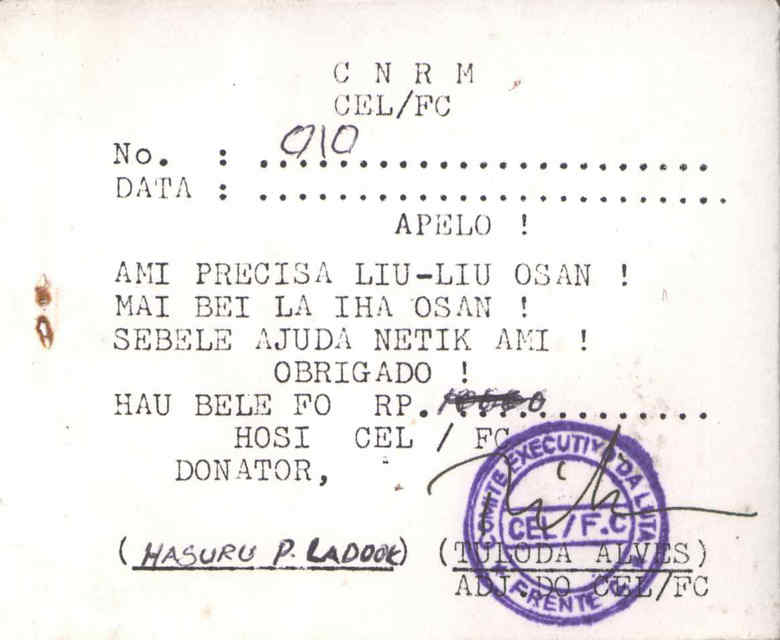 C N R M
CEL/FC
No. : 010
DATA : ..............................
APELO !
AMI PRECISA LIU-LIU OSAN !
MAI BEI LA IHA OSAN !
SEBELE AJUDA NETIK AMI !
OBRIGADO !
HAU BELE FO RP. ..............
HOSI CEL / FC
DONATOR,
(HASURU P. LADOOK) (TULODA ALVES)
ADJ.DO CEL/FC
COMITE EXECUTIVO DA LUTA
CEL/F.C
FRENTE